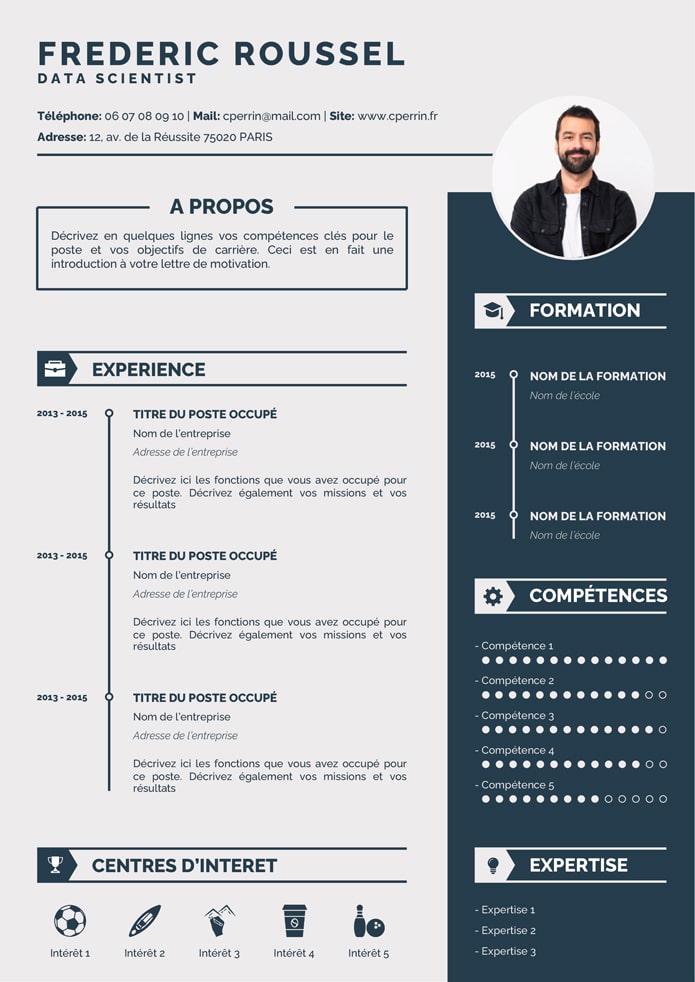 FREDERIC ROUSSEL
DATA SCIENTIST
Téléphone: 06 07 08 09 10 | Mail: cperrin@mail.com | Site: www.cperrin.fr
Adresse: 12, av. de la Réussite 75020 PARIS
A PROPOS
Décrivez en quelques lignes vos compétences clés pour le
poste et vos objectifs de carrière. Ceci est en fait une
introduction à votre lettre de motivation.
EXPERIENCE
2013 - 2015
TITRE DU POSTE OCCUPÉ
Nom de l'entreprise
Adresse de l'entreprise
Décrivez ici les fonctions que vous avez occupé pour
ce poste. Décrivez également vos missions et vos
résultats
2013 - 2015
TITRE DU POSTE OCCUPÉ
Nom de l'entreprise
Adresse de l'entreprise
Décrivez ici les fonctions que vous avez occupé pour
ce poste. Décrivez également vos missions et vos
résultats
2013 - 2015
TITRE DU POSTE OCCUPÉ
Nom de l'entreprise
Adresse de l'entreprise
Décrivez ici les fonctions que vous avez occupé pour
ce poste. Décrivez également vos missions et vos
résultats
CENTRES D'INTERET
Intérêt 1
Intérêt 2
Intérêt 3
Intérêt 4
Intérêt 5
FORMATION
2015
NOM DE LA FORMATION
Nom de l'école
2015
NOM DE LA FORMATION
Nom de l'école
2015
NOM DE LA FORMATION
Nom de l'école
COMPÉTENCES
- Compétence 1
- Compétence 2
- Compétence 3
- Compétence 4
- Compétence 5
EXPERTISE
- Expertise 1
- Expertise 2
- Expertise 3